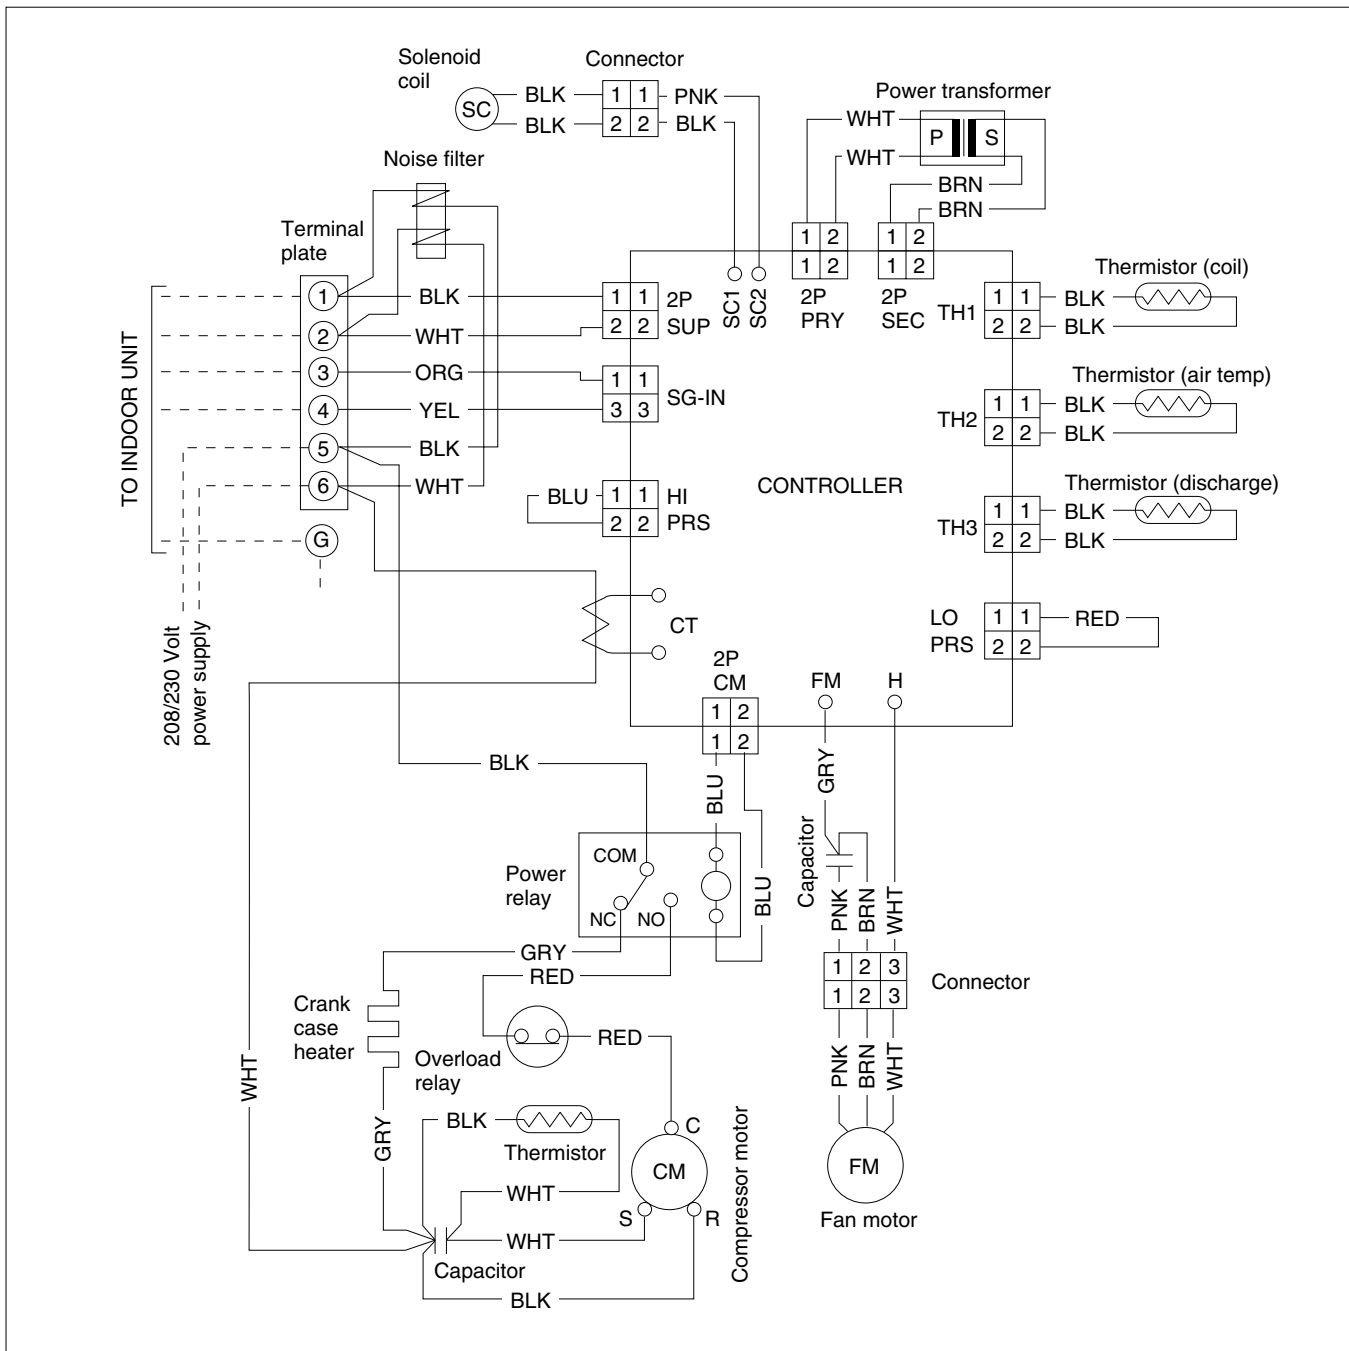 Solenoid
coil
Connector
SC
BLK 1 1 PNK
BLK 2 2 BLK
Power transformer
WHT
P S
WHT
BRN
BRN
Noise filter
Terminal
plate
1 2
1 2
2P
PRY
1 2
1 2
2P
SEC
SC1
SC2
TO INDOOR UNIT
1 BLK 1 1 2P
2 WHT 2 2 SUP
3 ORG 1 1
SG-IN
4 YEL 3 3
5 BLK
6 WHT
G
BLU 1 1 HI
2 2 PRS
CONTROLLER
Thermistor (coil)
TH1
1 1 BLK
2 2 BLK
Thermistor (air temp)
TH2
1 1 BLK
2 2 BLK
Thermistor (discharge)
TH3
1 1 BLK
2 2 BLK
LO 1 1 RED
PRS 2 2
208/230 Volt
power supply
CT
2P
CM
1 2
1 2
FM
H
BLK
BLU
BLU
GRY
Capacitor
PNK
BRN
WHT
COM
Power
relay
NC NO
GRY
RED
1 2 3
1 2 3
Connector
Crank
case
heater
Overload
relay
RED
PNK
BRN
WHT
WHT
GRY
BLK
Thermistor
C
CM
S R
Compressor motor
WHT
WHT
Capacitor
BLK
FM
Fan motor